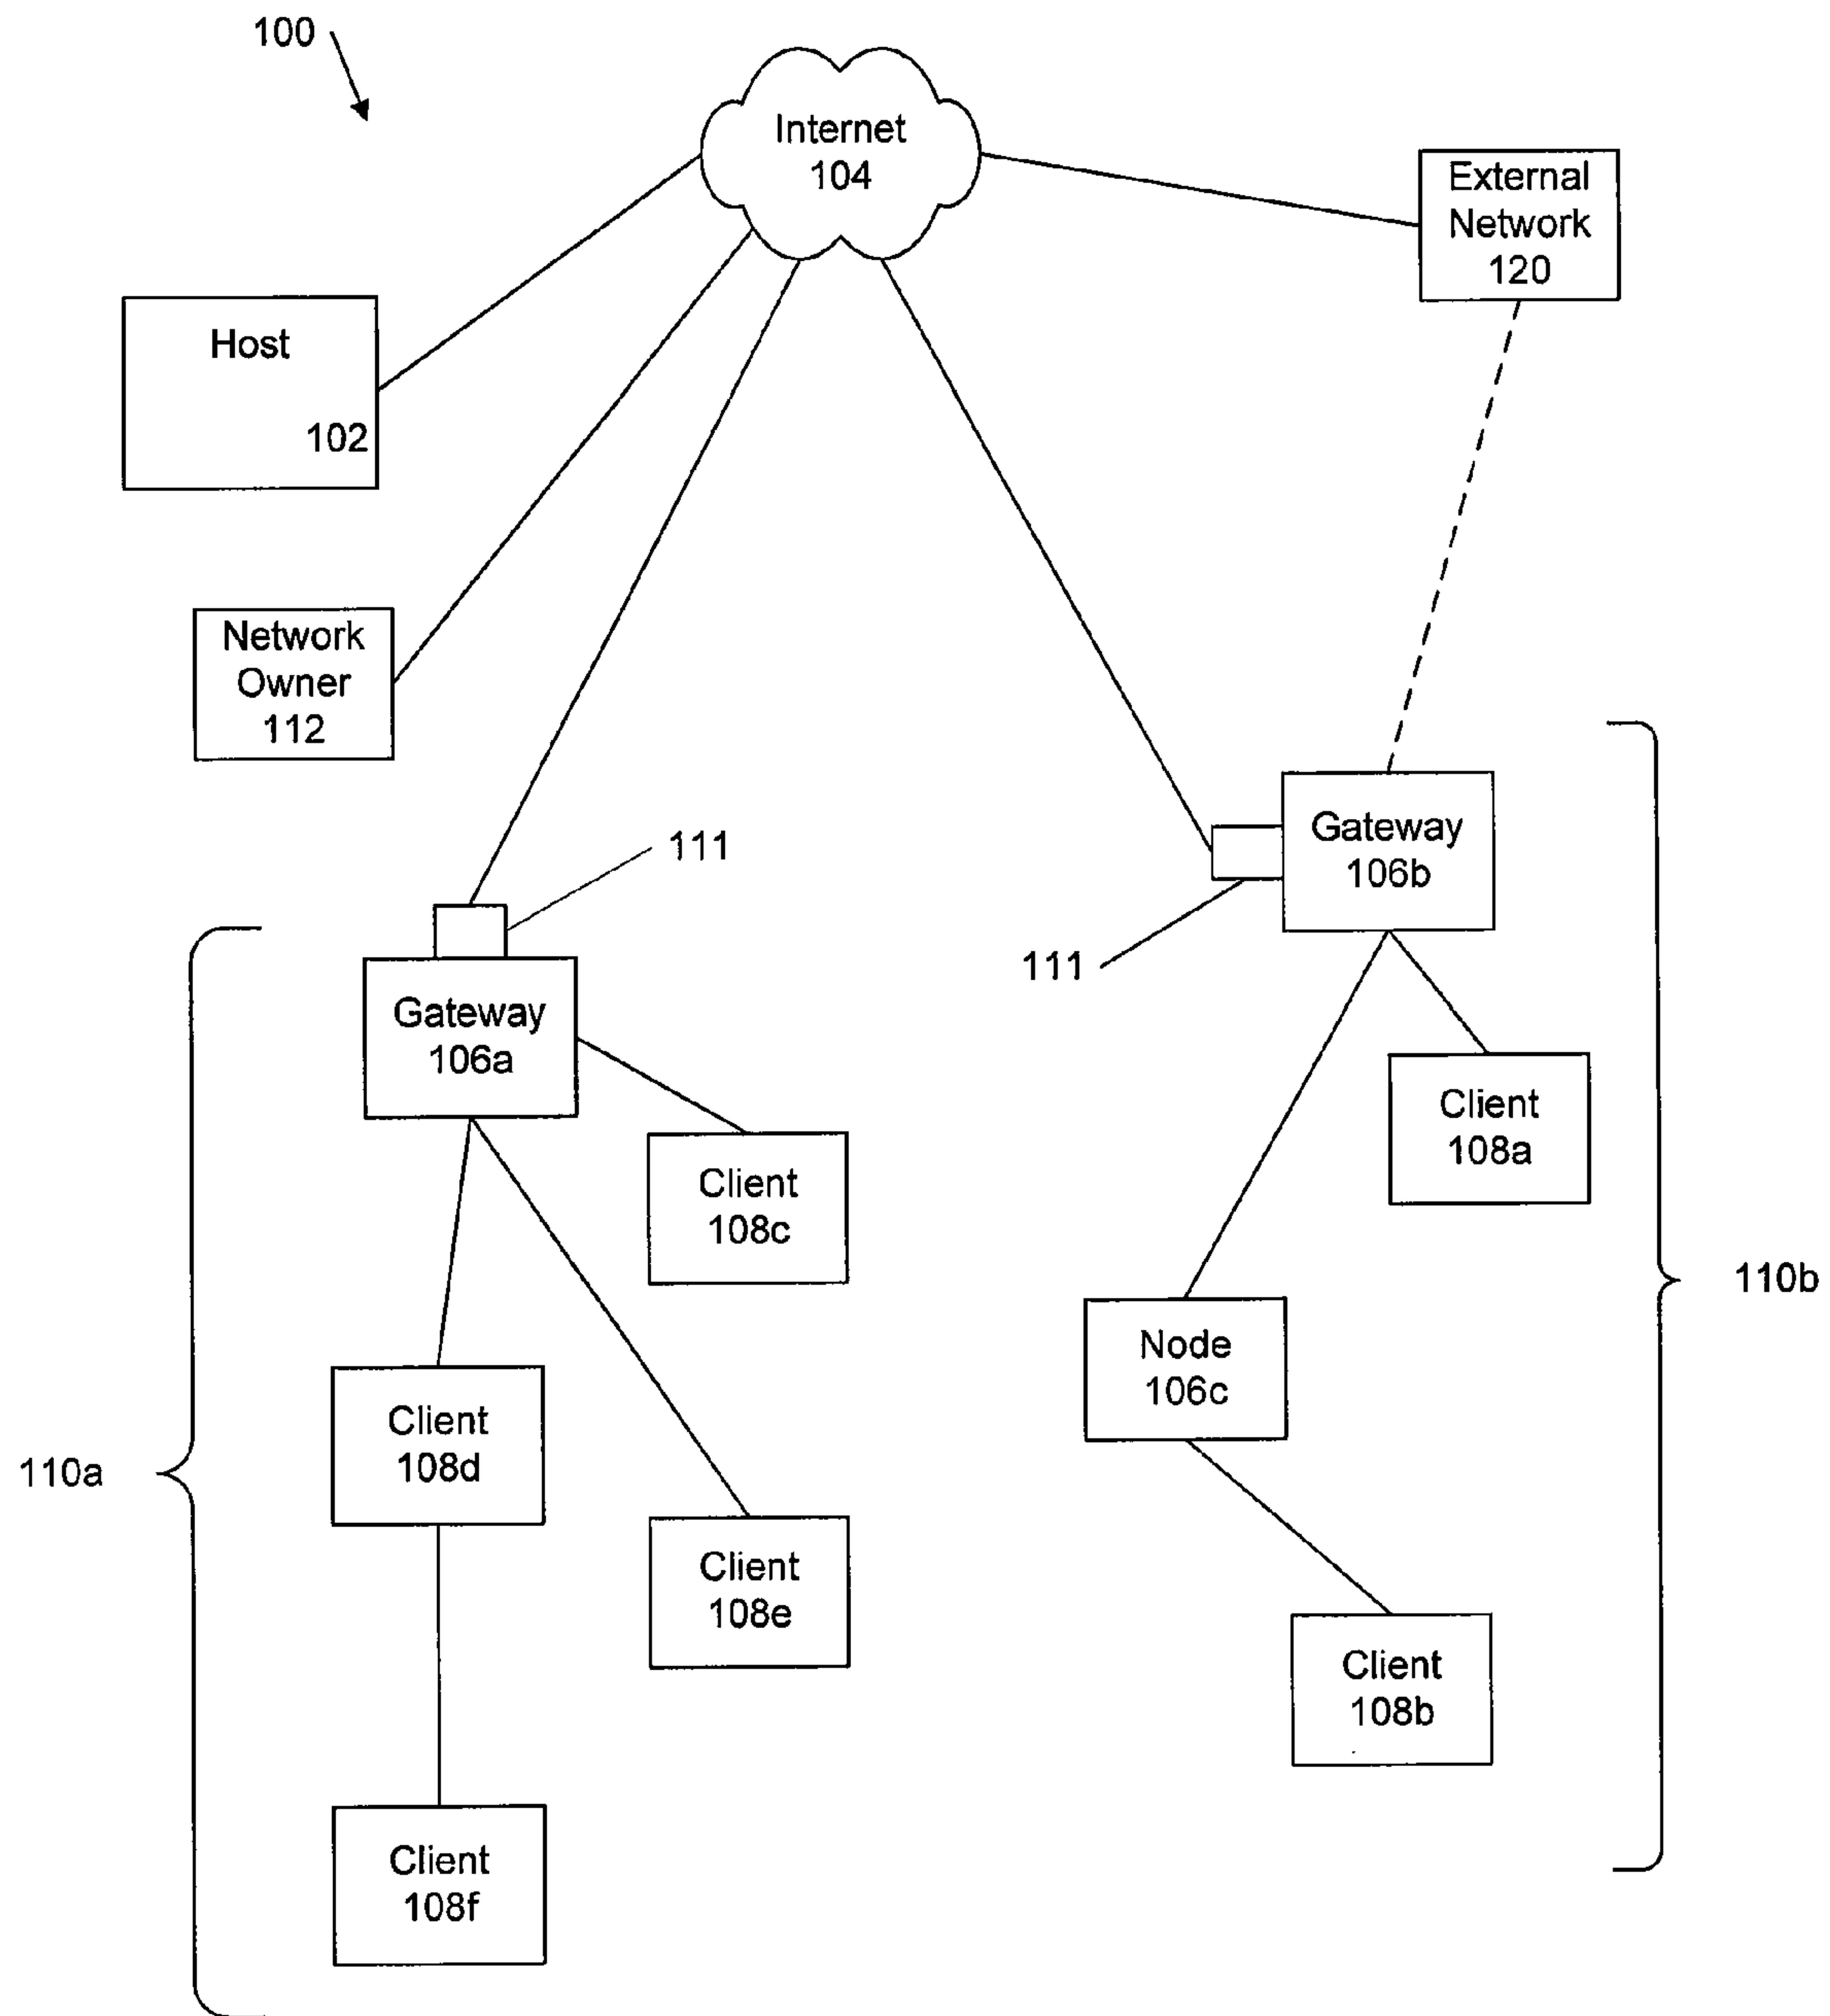 100
Internet
104
External
Network
120
Host
102
Network
Owner
112
111
Gateway
106b
111
Gateway
106a
Client
108a
Client
108c
110b
Node
106c
Client
108d
110a
Client
108e
Client
108b
Client
108f